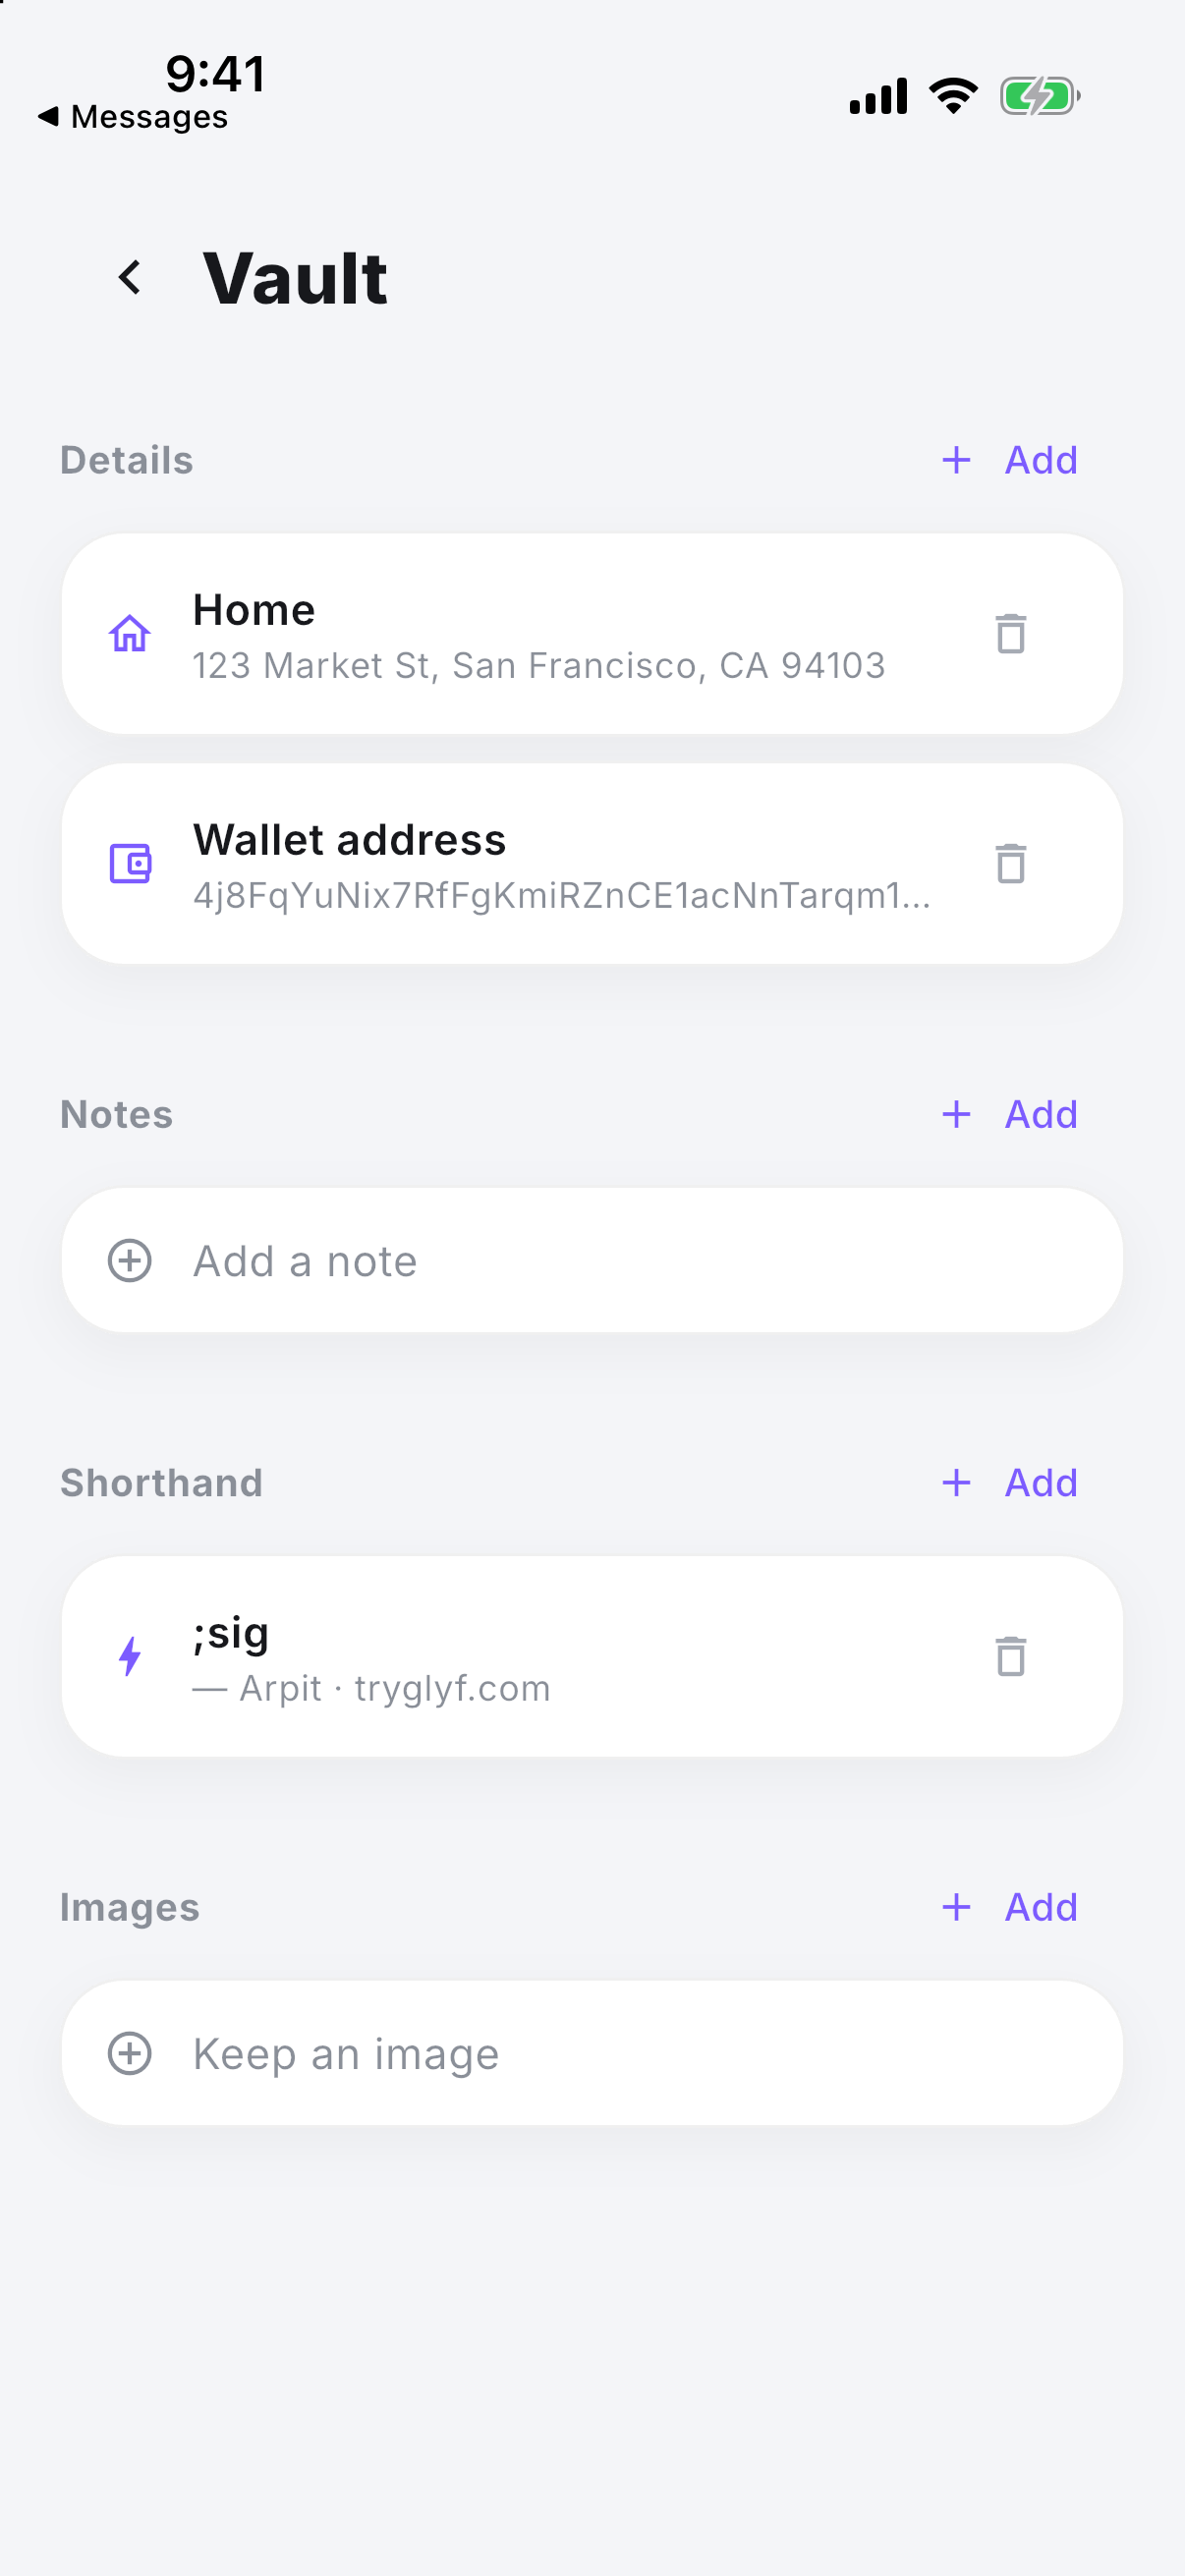 9:41
Messages
Vault
Details
Add
Home
123 Market St, San Francisco, CA 94103
Wallet address
4j8FqYuNix7RfFgKmiRZnCE1acNnTarqm1...
Notes
Add
Add a note
Shorthand
Add
;sig
— Arpit · tryglyf.com
Images
Add
Keep an image